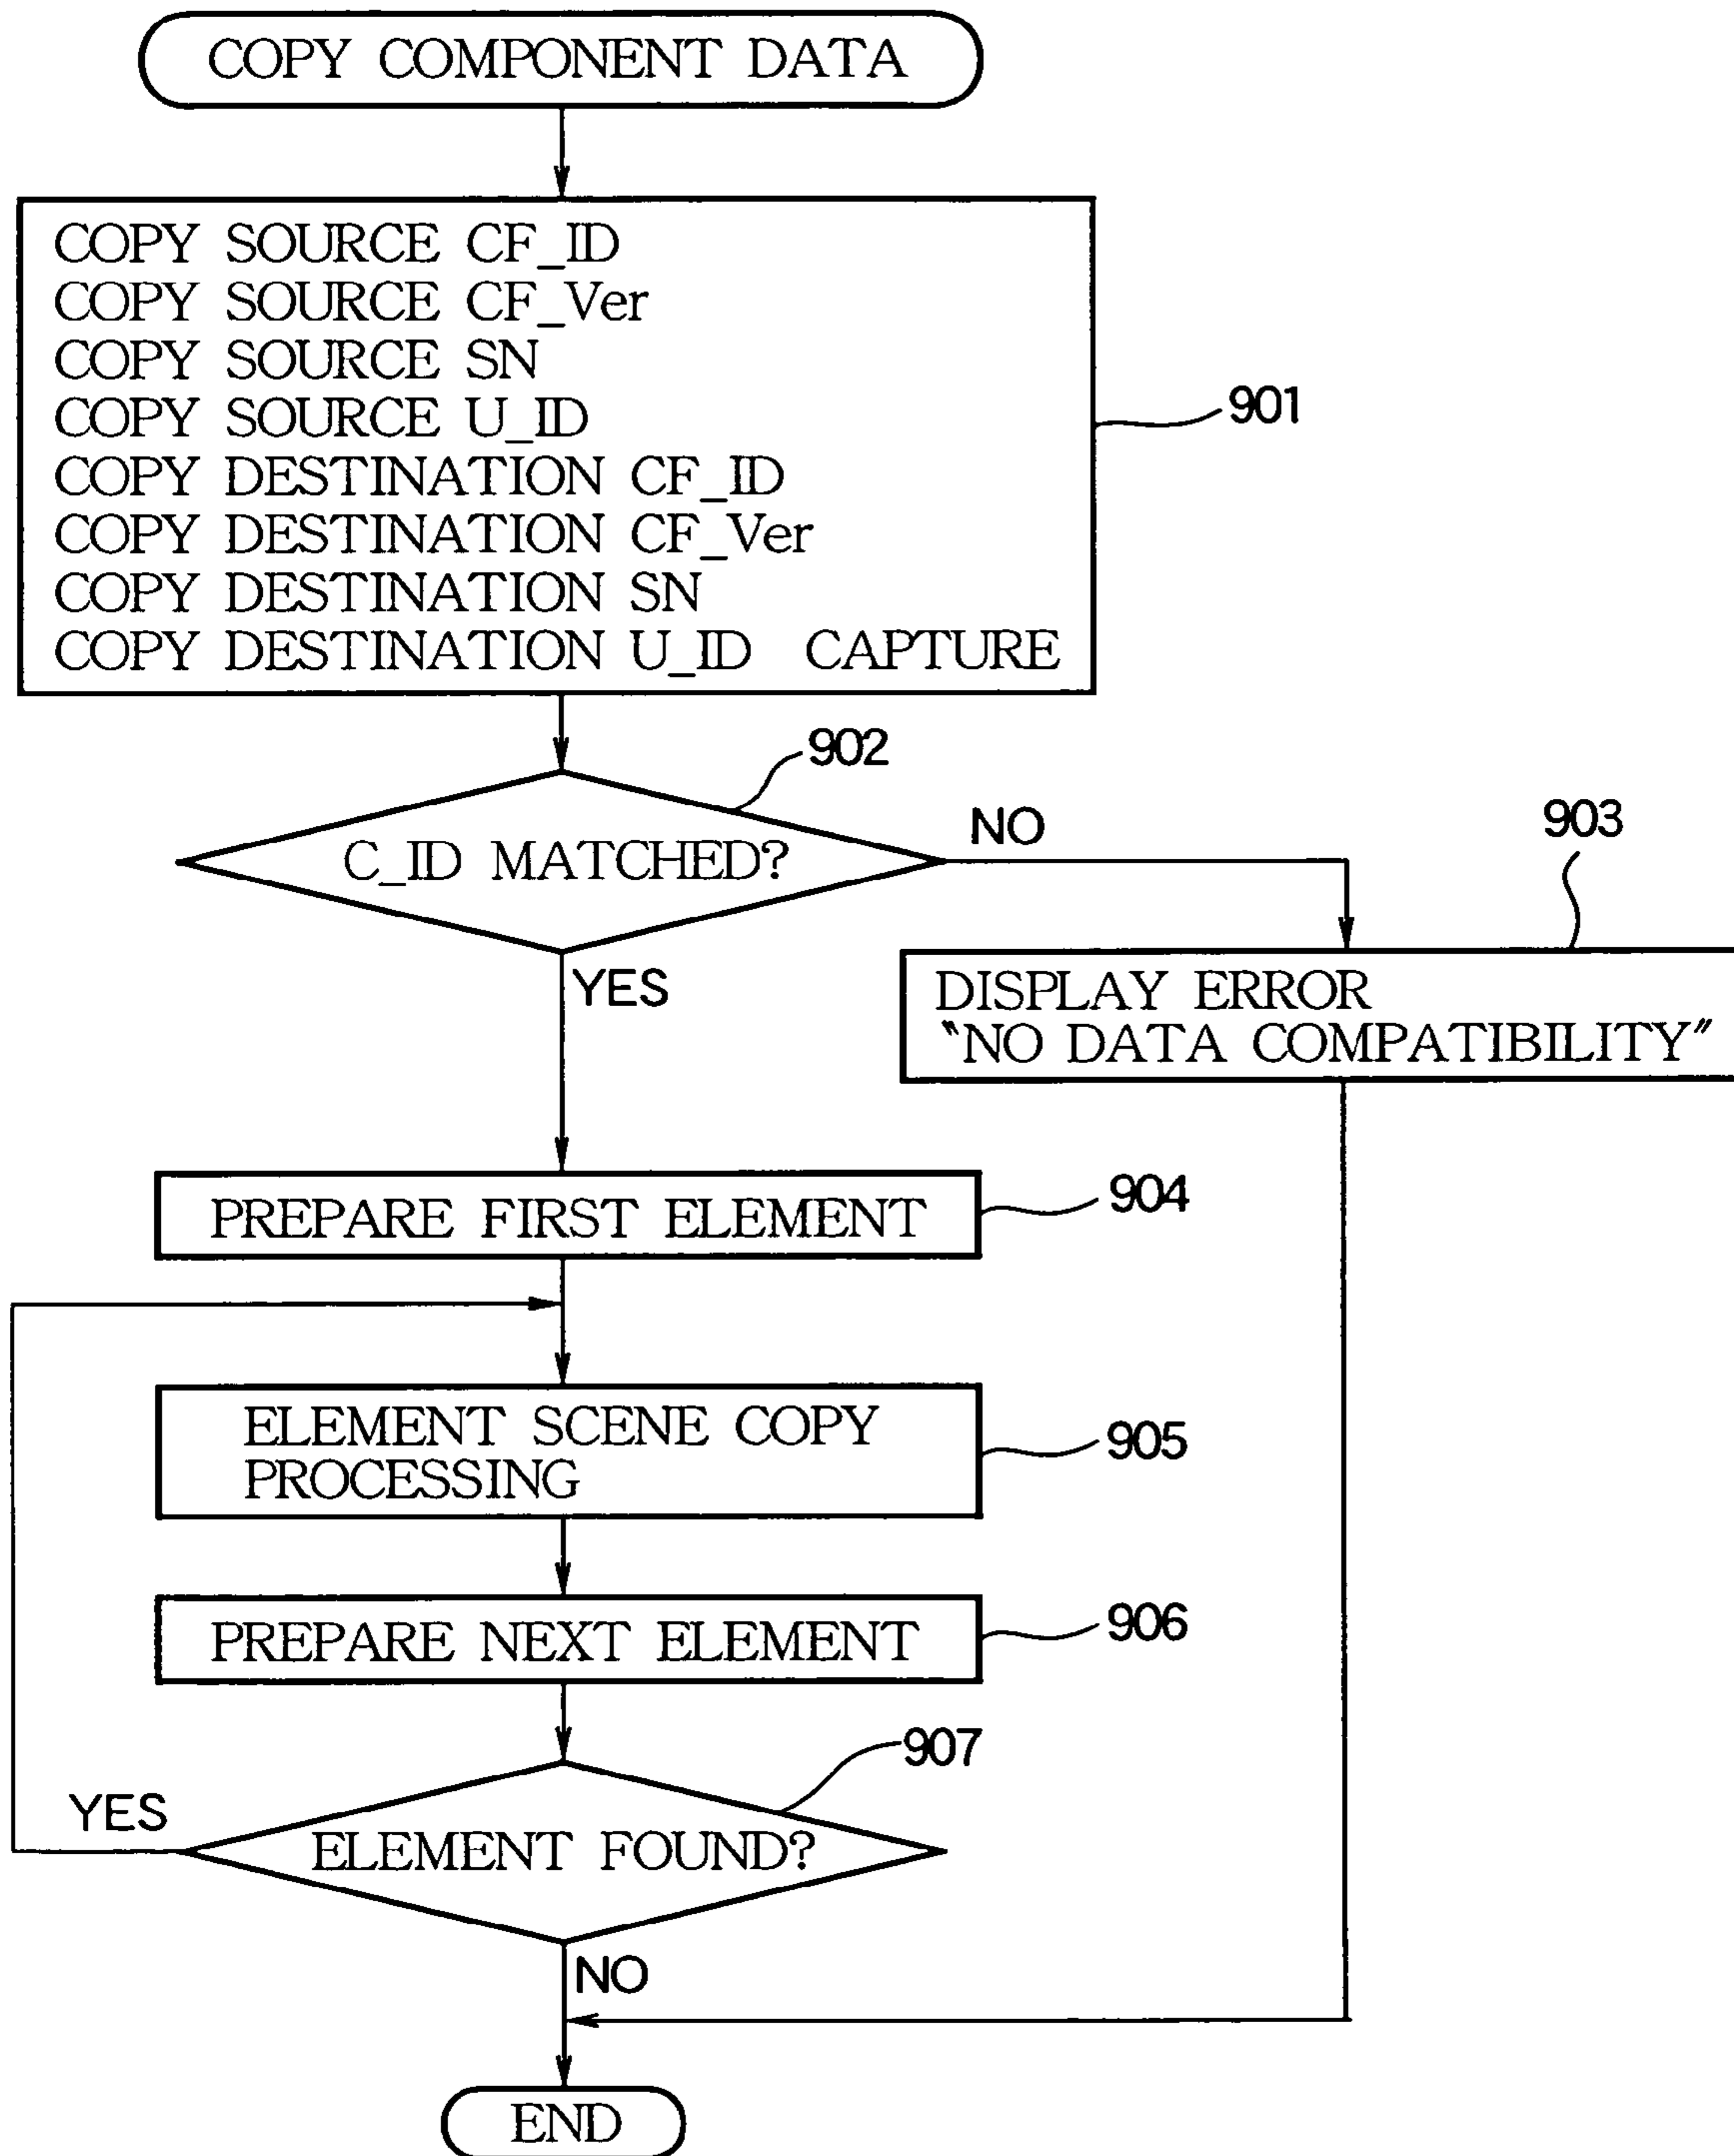 COPY COMPONENT DATA
COPY SOURCE CF_ID
COPY SOURCE CF_Ver
COPY SOURCE SN
COPY SOURCE U_ID
COPY DESTINATION CF_ID
COPY DESTINATION CF_Ver
COPY DESTINATION SN
COPY DESTINATION U_ID CAPTURE
901
902
C_ID MATCHED?
NO
YES
903
DISPLAY ERROR
"NO DATA COMPATIBILITY"
PREPARE FIRST ELEMENT
904
ELEMENT SCENE COPY
PROCESSING
905
PREPARE NEXT ELEMENT
906
907
YES
ELEMENT FOUND?
NO
END